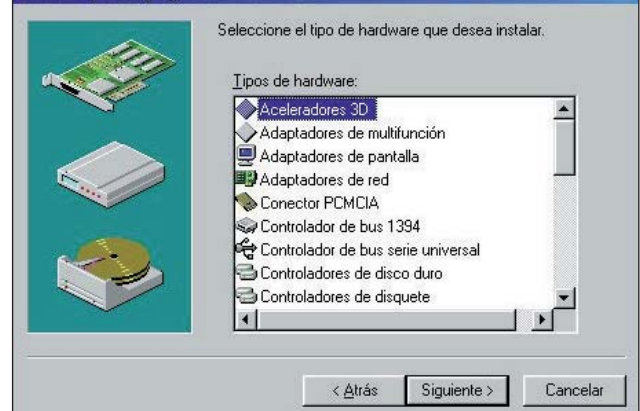 Seleccione el tipo de hardware que desea instalar.
Tipos de hardware:
Aceleradores 3D
Adaptadores de multifunción
Adaptadores de pantalla
Adaptadores de red
Conector PCMCIA
Controlador de bus 1394
Controlador de bus serie universal
Controladores de disco duro
Controladores de disquete
< Atrás
Siguiente >
Cancelar